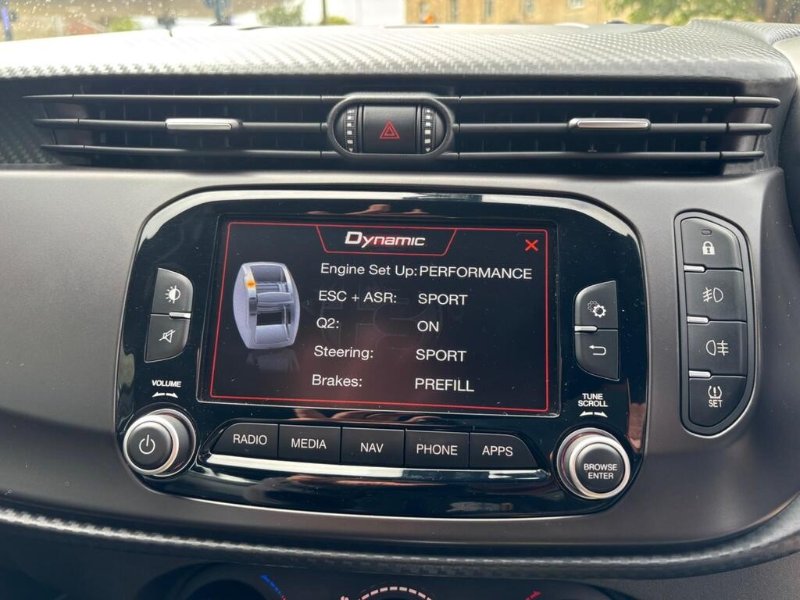 Dynamic
Engine Set Up: PERFORMANCE
ESC + ASR: SPORT
Q2: ON
Steering: SPORT
Brakes: PREFILL
VOLUME
TUNE
SCROLL
RADIO
MEDIA
NAV
PHONE
APPS
BROWSE
ENTER
SET